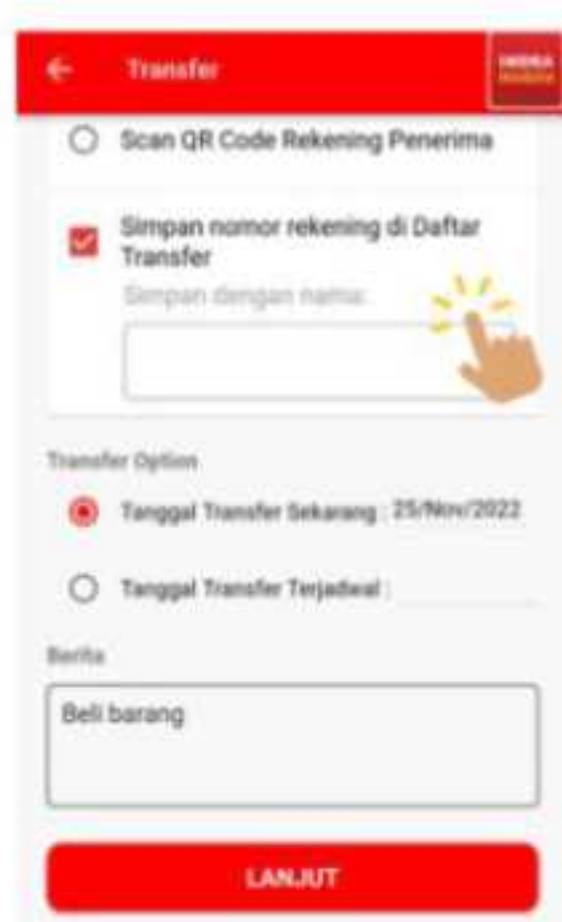 Transfer
Scan QR Code Rekening Penerima
Simpan nomor rekening di Daftar
Transfer
Simpan dengan nama:
Transfer Option
Tanggal Transfer Sekarang : 25/Nov/2022
Tanggal Transfer Terjadwal :
Berita
Beli barang
LANJUT